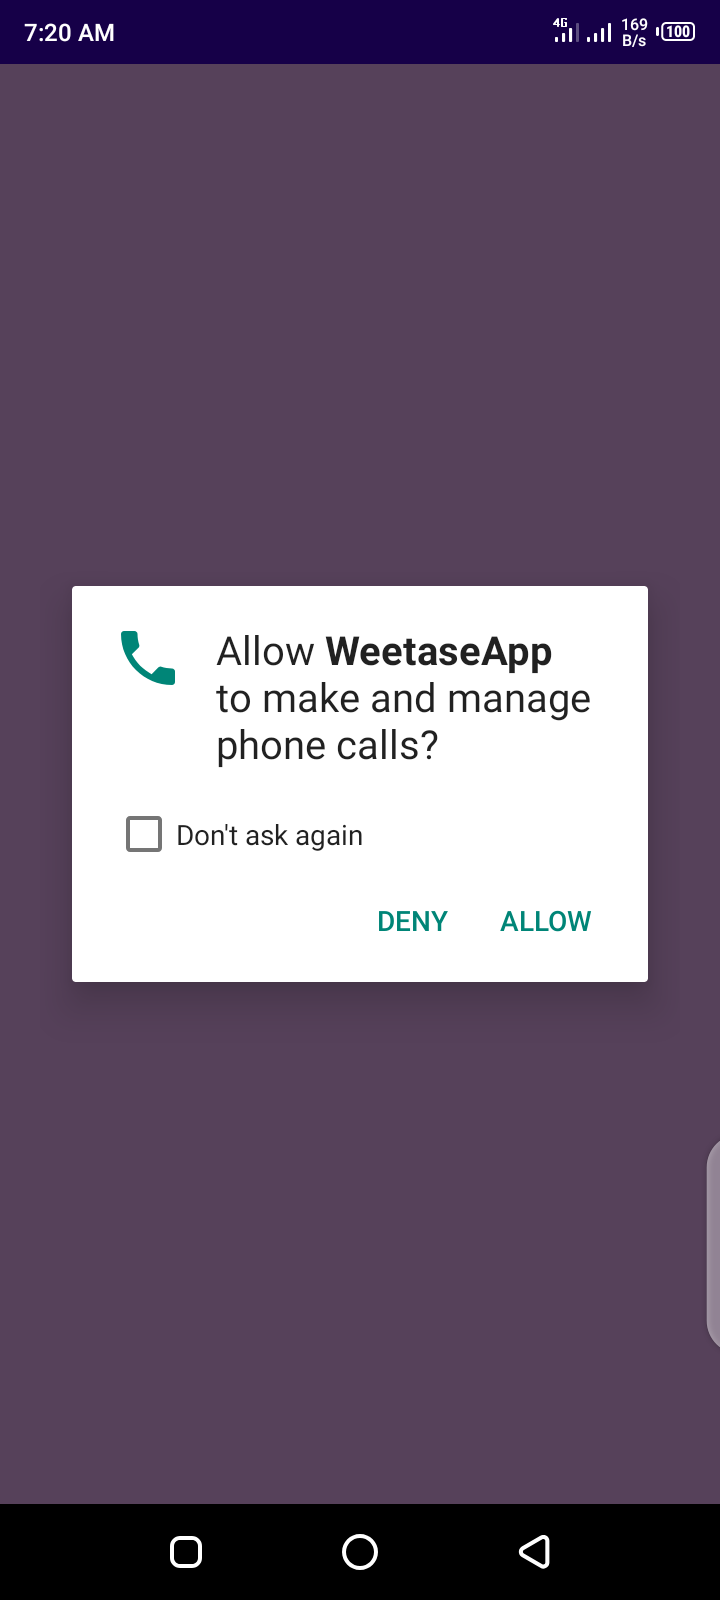 7:20 AM
4G
169
B/s
100
Allow WeetaseApp
to make and manage
phone calls?
Don't ask again
DENY ALLOW